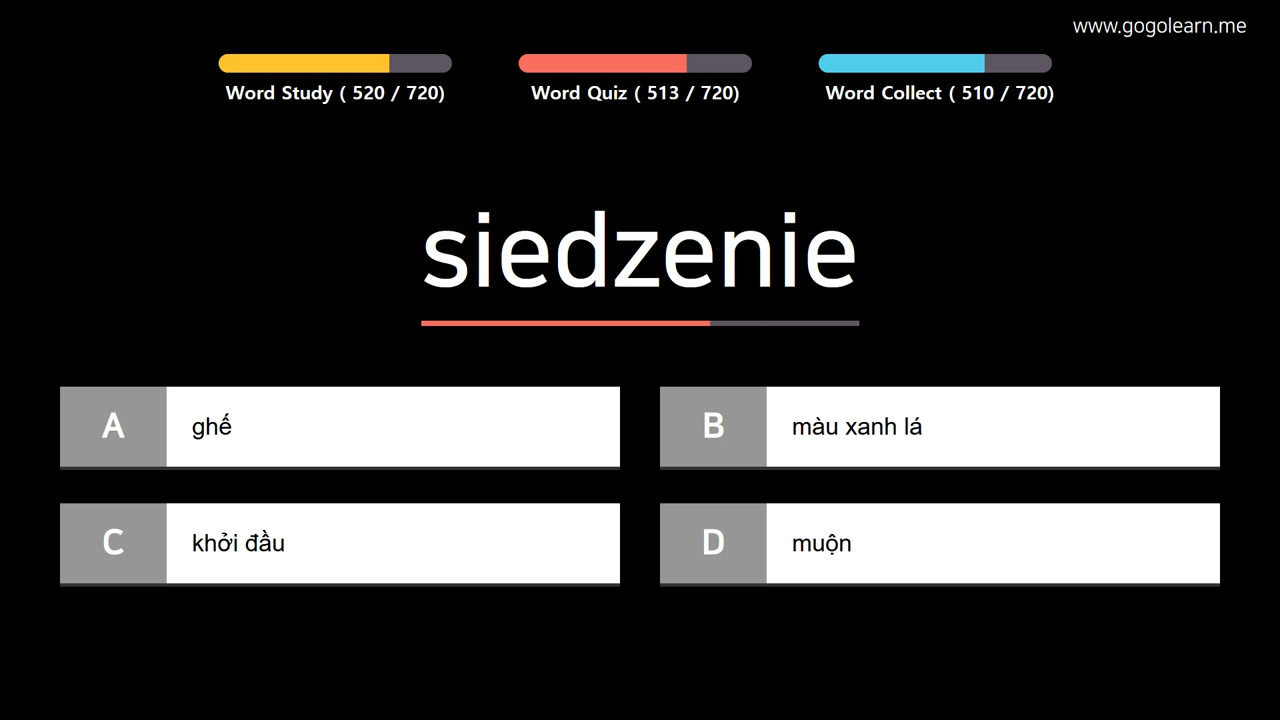 www.gogolearn.me
Word Study ( 520 / 720)
Word Quiz ( 513 / 720)
Word Collect ( 510 / 720)
siedzenie
A ghế
B màu xanh lá
C khởi đầu
D muộn